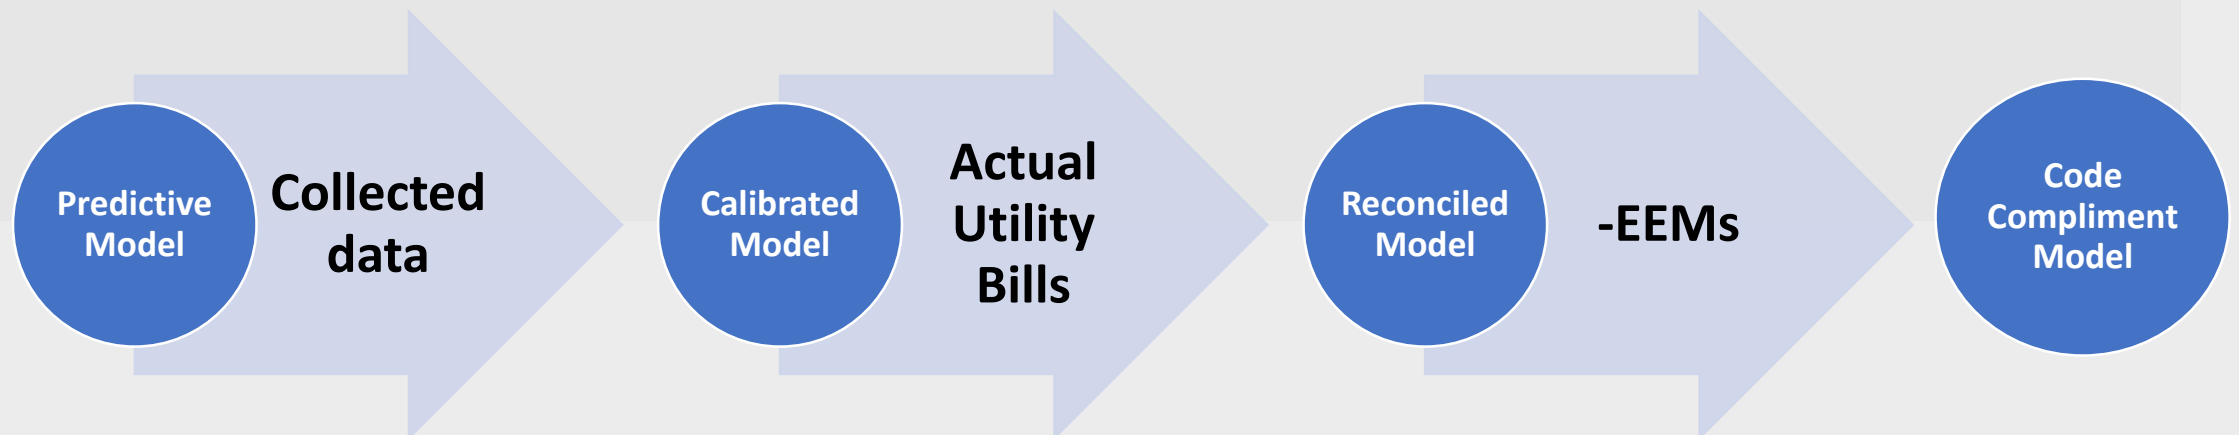 Predictive
Model
Collected
data
Calibrated
Model
Actual
Utility
Bills
Reconciled
Model
-EEMs
Code
Compliment
Model